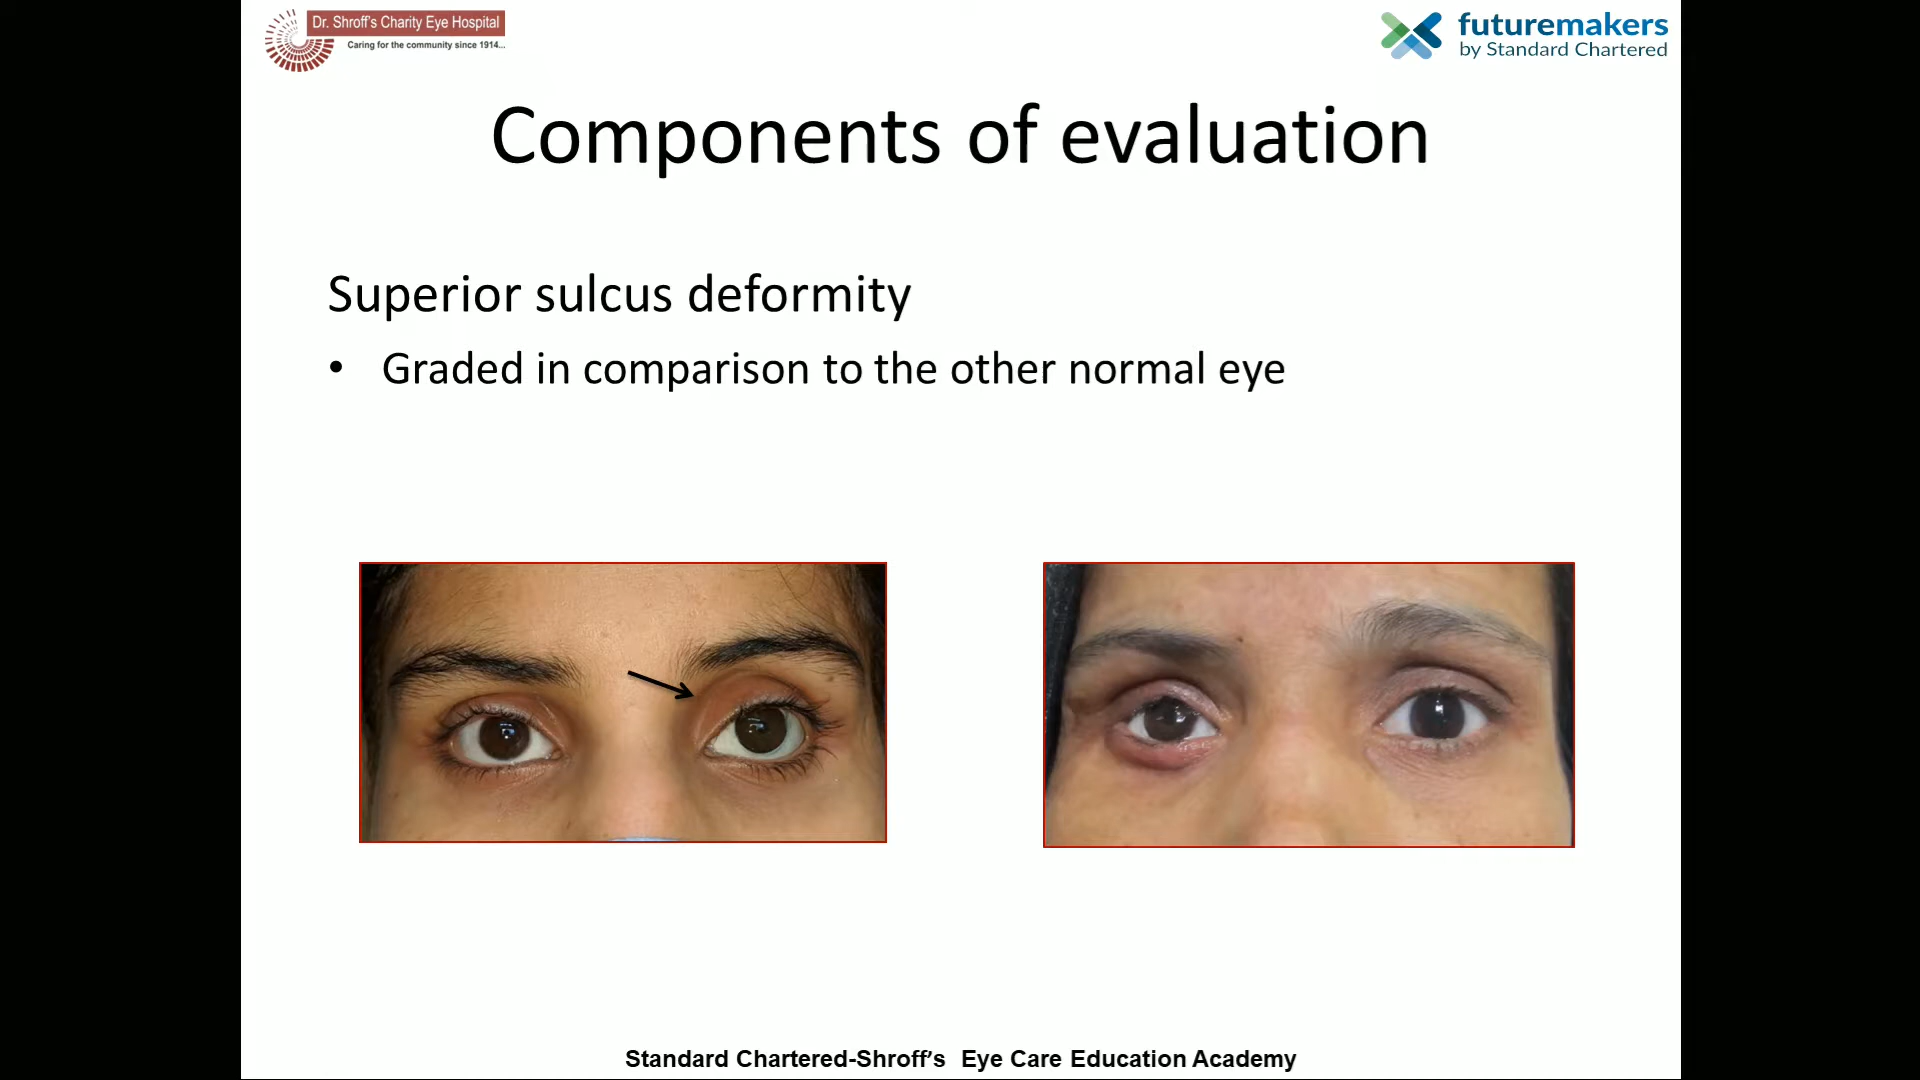 Dr. Shroff's Charity Eye Hospital
Caring for the community since 1914...
futuremakers
by Standard Chartered
Components of evaluation
Superior sulcus deformity
• Graded in comparison to the other normal eye
Standard Chartered-Shroff's Eye Care Education Academy